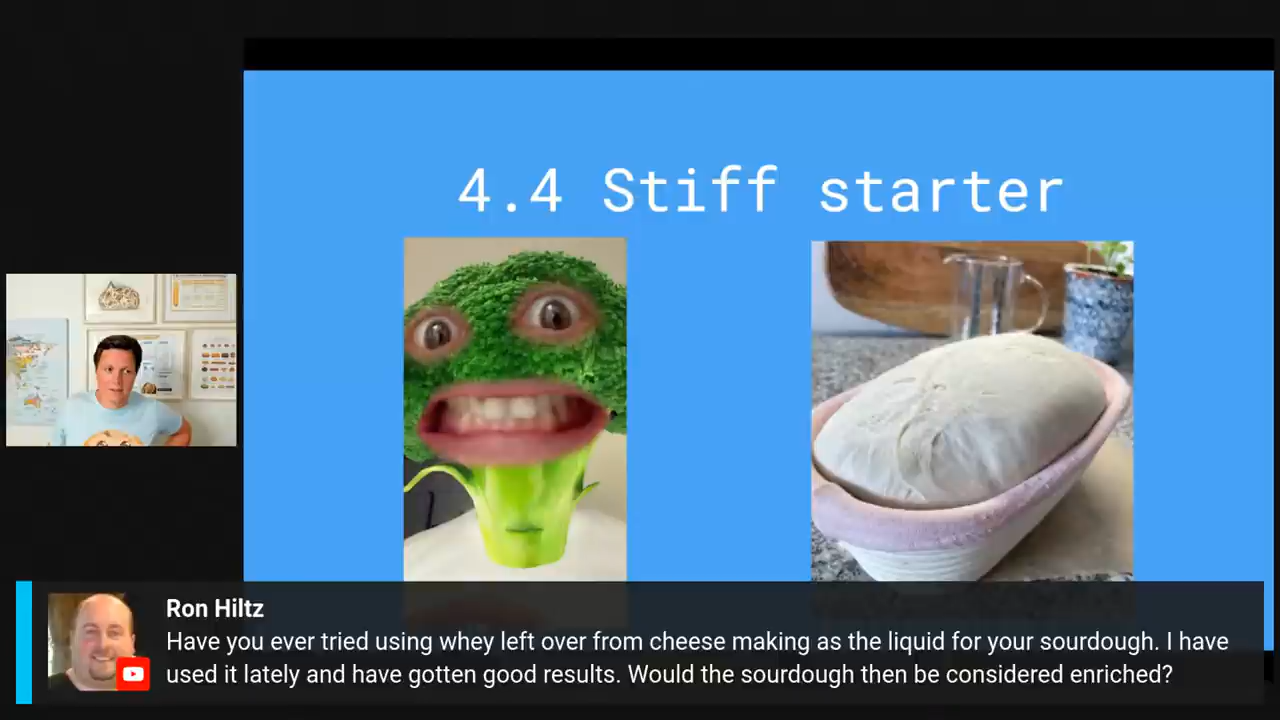 4.4 Stiff starter
Ron Hiltz
Have you ever tried using whey left over from cheese making as the liquid for your sourdough. I have
used it lately and have gotten good results. Would the sourdough then be considered enriched?